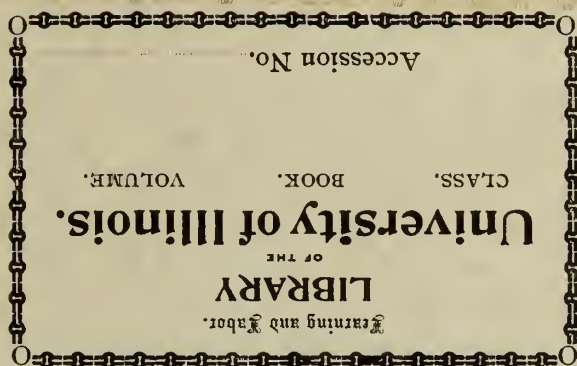 Learning and Labor.
LIBRARY
OF THE
University of Illinois.
CLASS. BOOK. VOLUME.
Accession No.